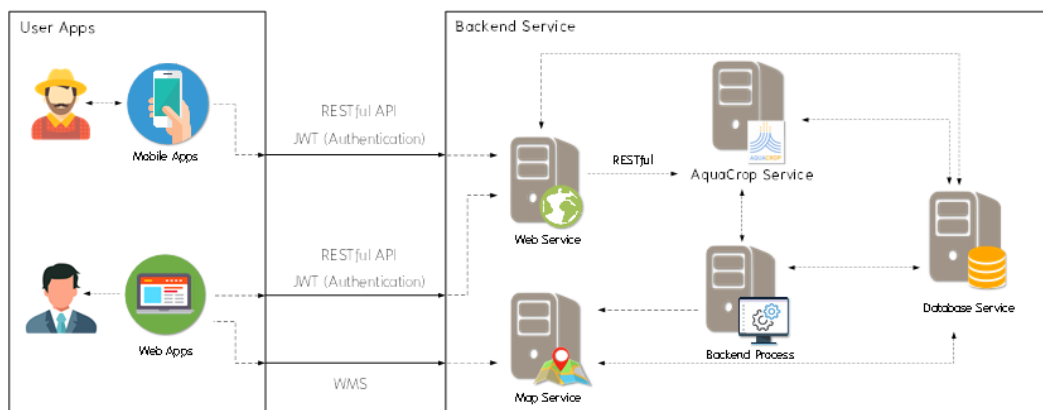 User Apps
Backend Service
Mobile Apps
RESTful API
JWT (Authentication)
RESTful
AQUACROP
AquaCrop Service
Web Service
RESTful API
JWT (Authentication)
Database Service
Web Apps
Backend Process
WMS
Map Service